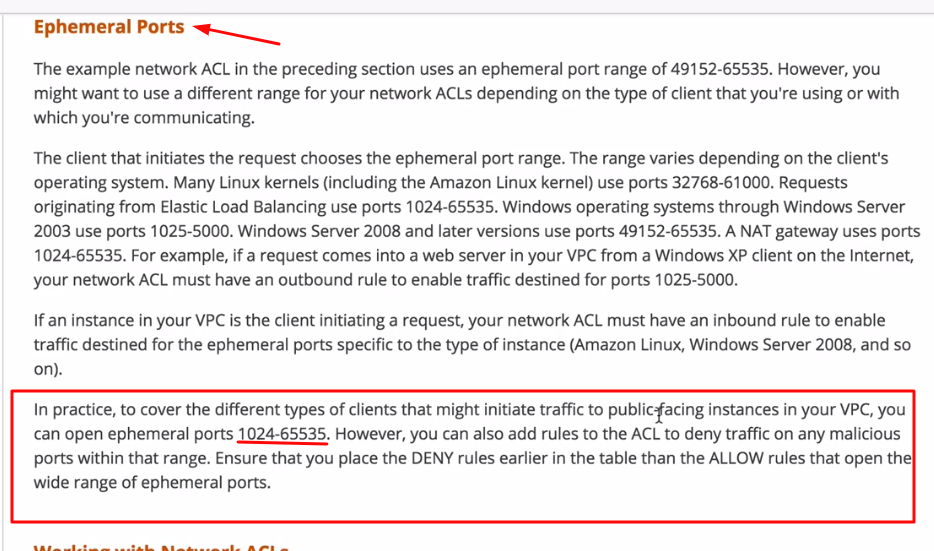 Ephemeral Ports
The example network ACL in the preceding section uses an ephemeral port range of 49152-65535. However, you
might want to use a different range for your network ACLs depending on the type of client that you're using or with
which you're communicating.
The client that initiates the request chooses the ephemeral port range. The range varies depending on the client's
operating system. Many Linux kernels (including the Amazon Linux kernel) use ports 32768-61000. Requests
originating from Elastic Load Balancing use ports 1024-65535. Windows operating systems through Windows Server
2003 use ports 1025-5000. Windows Server 2008 and later versions use ports 49152-65535. A NAT gateway uses ports
1024-65535. For example, if a request comes into a web server in your VPC from a Windows XP client on the Internet,
your network ACL must have an outbound rule to enable traffic destined for ports 1025-5000.
If an instance in your VPC is the client initiating a request, your network ACL must have an inbound rule to enable
traffic destined for the ephemeral ports specific to the type of instance (Amazon Linux, Windows Server 2008, and so
on).
In practice, to cover the different types of clients that might initiate traffic to public-facing instances in your VPC, you
can open ephemeral ports 1024-65535. However, you can also add rules to the ACL to deny traffic on any malicious
ports within that range. Ensure that you place the DENY rules earlier in the table than the ALLOW rules that open the
wide range of ephemeral ports.
Working with Network ACLs